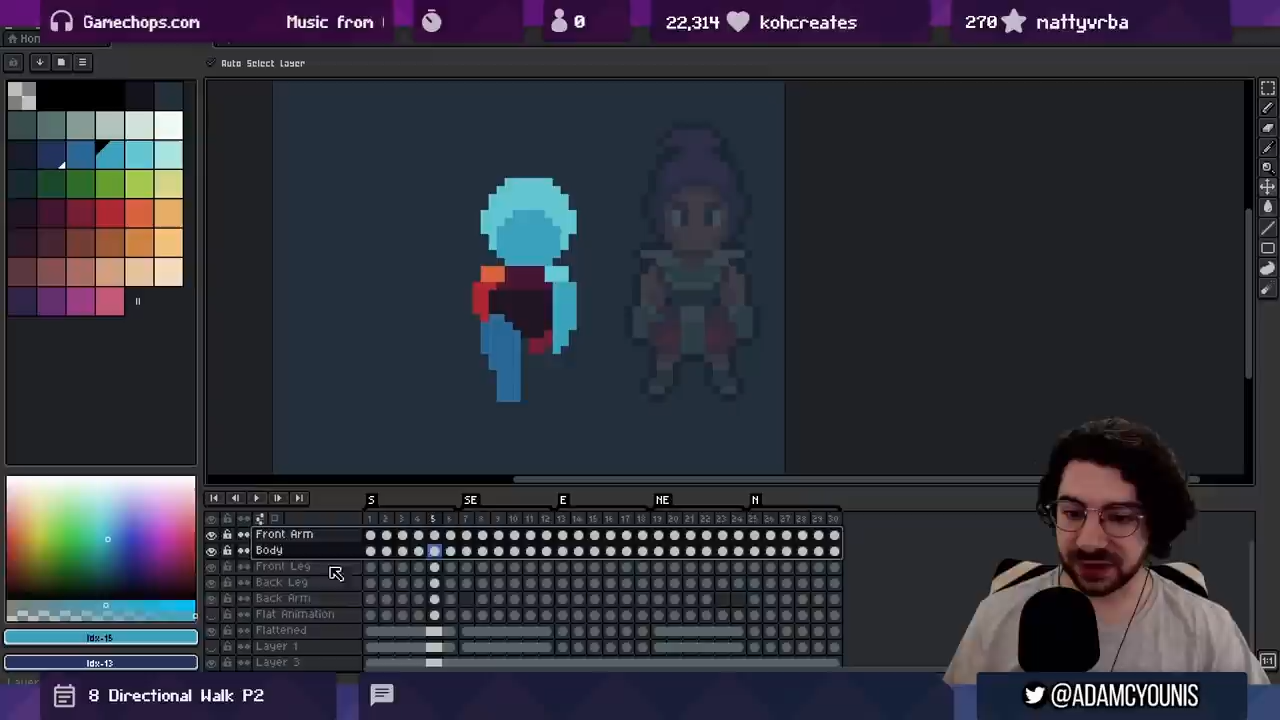 Gamechops.com
Music from
0
22,314
kohcreates
270
mattyvrba
Hom
Auto Select Layer
S
SE
E
NE
N
1 2 3 4 5 6 7 8 9 10 11 12 13 14 15 16 17 18 19 20 21 22 23 24 25 26 27 28 29 30
Front Arm
Body
Front Leg
Back Leg
Back Arm
Flat Animation
Flattened
Layer 1
Layer 3
Idx-15
Idx-13
1:1
8 Directional Walk P2
@ADAMCYOUNIS